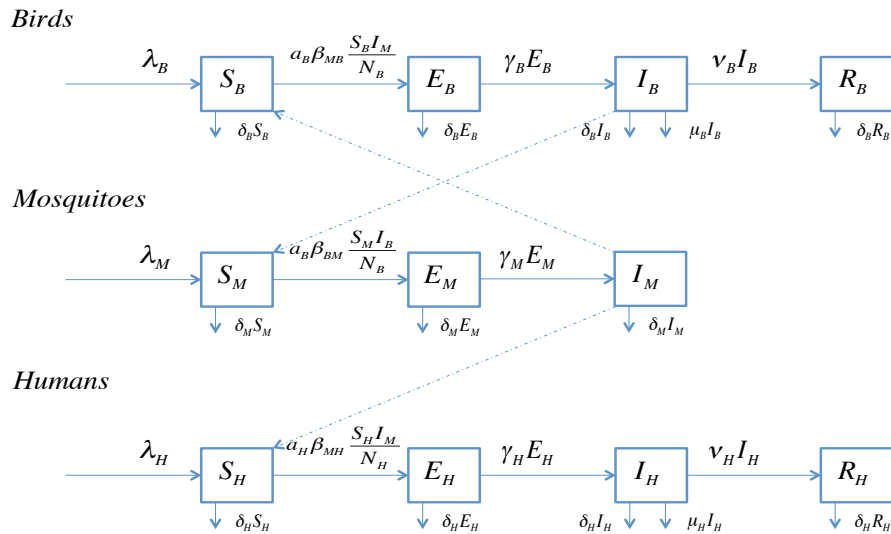 Birds
λ_B S_B a_B β_MB S_B I_M / N_B E_B γ_B E_B I_B ν_B I_B R_B
δ_B S_B δ_B E_B δ_B I_B μ_B I_B δ_B R_B
Mosquitoes
λ_M S_M a_B β_BM S_M I_B / N_B E_M γ_M E_M I_M
δ_M S_M δ_M E_M δ_M I_M
Humans
λ_H S_H a_H β_MH S_H I_M / N_H E_H γ_H E_H I_H ν_H I_H R_H
δ_H S_H δ_H E_H δ_H I_H μ_H I_H δ_H R_H